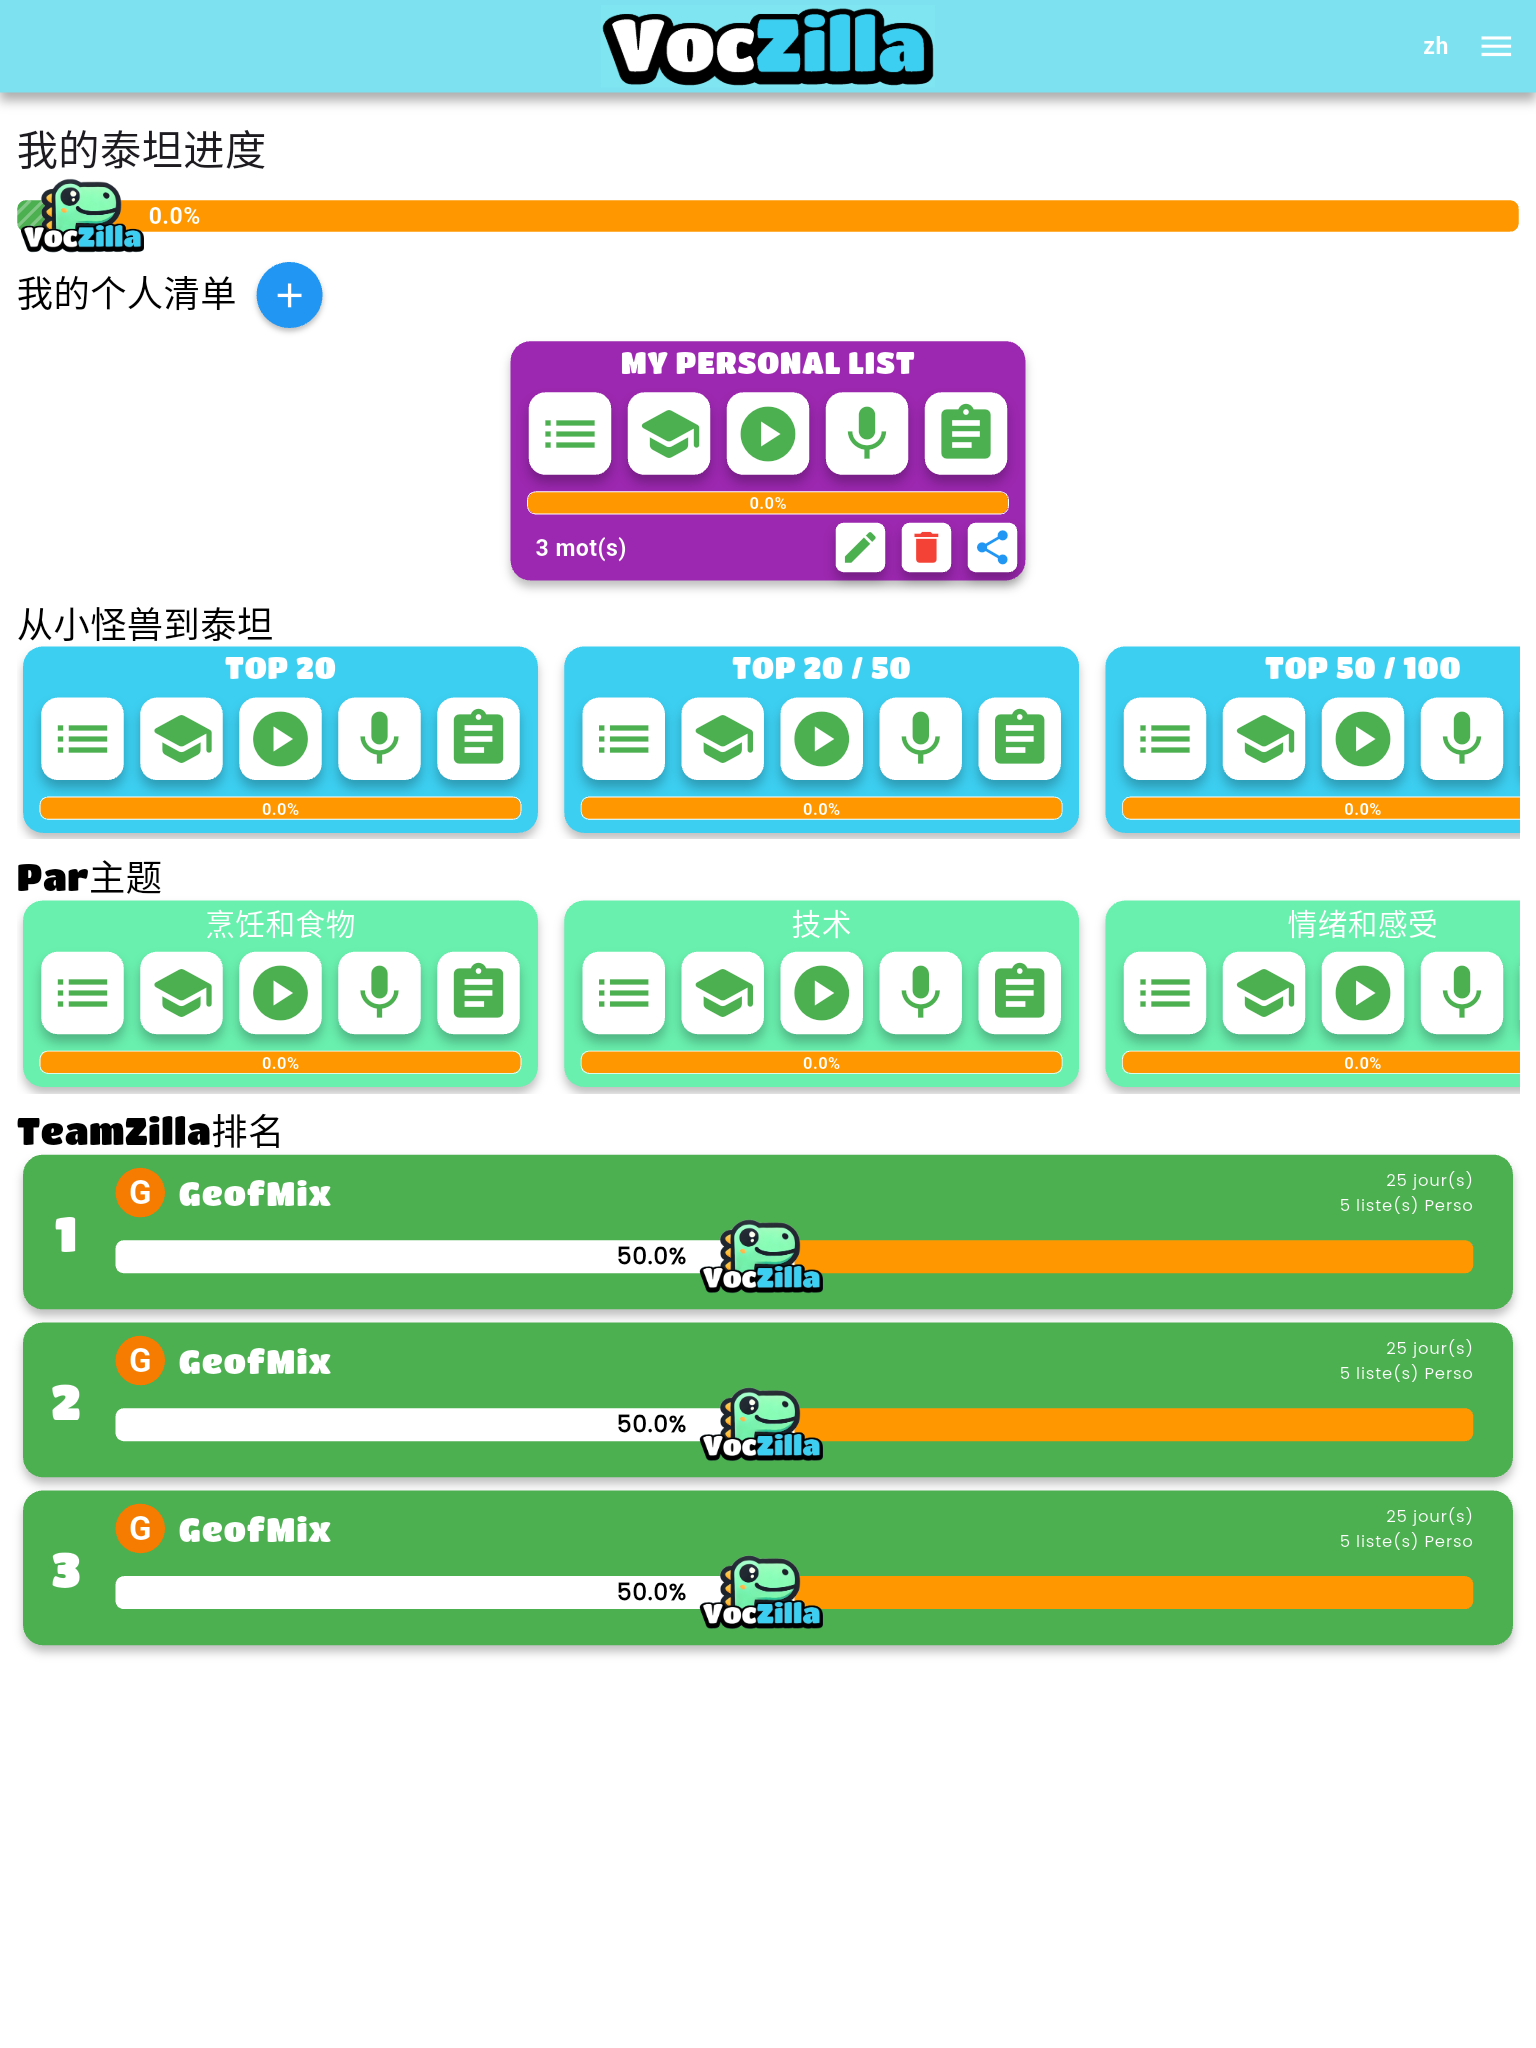 VocZilla
zh
我的泰坦进度
0.0%
VocZilla
我的个人清单
MY PERSONAL LIST
0.0%
3 mot(s)
从小怪兽到泰坦
TOP 20
TOP 20 / 50
TOP 50 / 100
0.0%
0.0%
0.0%
Par主题
烹饪和食物
技术
情绪和感受
0.0%
0.0%
0.0%
TeamZilla排名
1
G
GeofMix
25 jour(s)
5 liste(s) Perso
50.0%
VocZilla
2
G
GeofMix
25 jour(s)
5 liste(s) Perso
50.0%
VocZilla
3
G
GeofMix
25 jour(s)
5 liste(s) Perso
50.0%
VocZilla